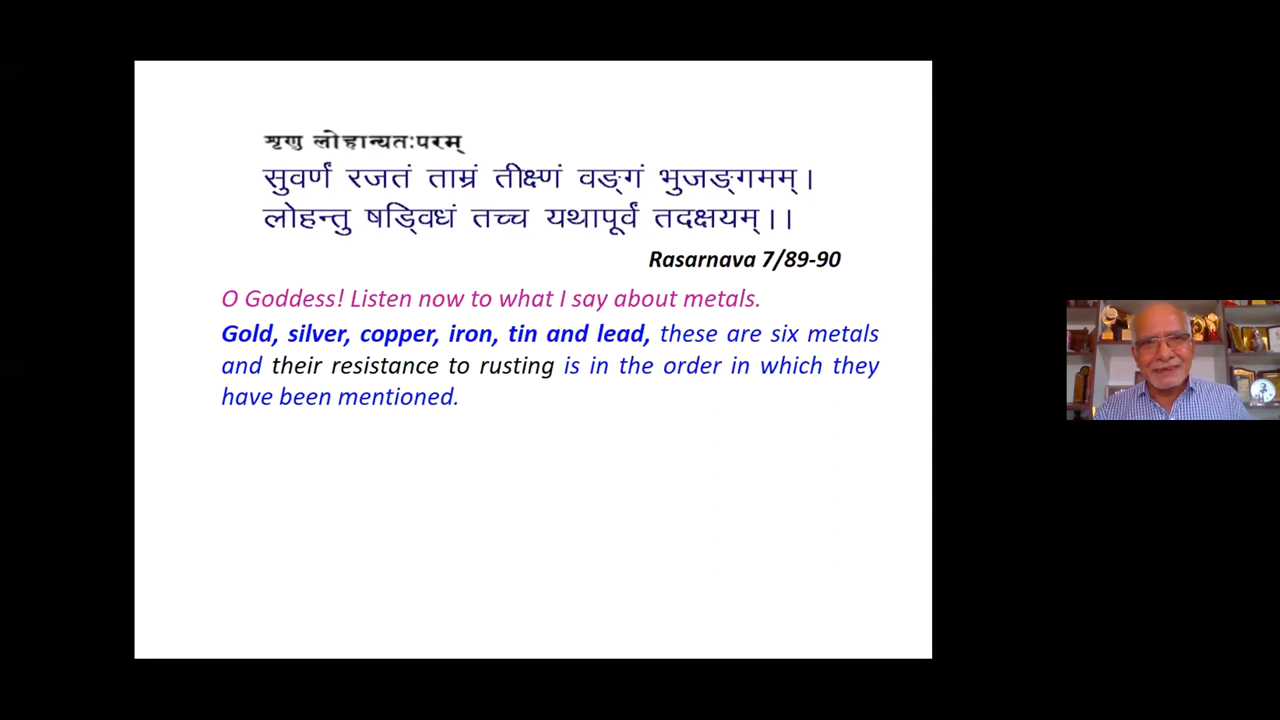 शृणु लोहान्यतःपरम्
सुवर्णं रजतं ताम्रं तीक्ष्णं वङ्गं भुजङ्गमम्।
लोहन्तु षड्विधं तच्च यथापूर्वं तदक्षयम्।।
Rasarnava 7/89-90
O Goddess! Listen now to what I say about metals.
Gold, silver, copper, iron, tin and lead, these are six metals
and their resistance to rusting is in the order in which they
have been mentioned.